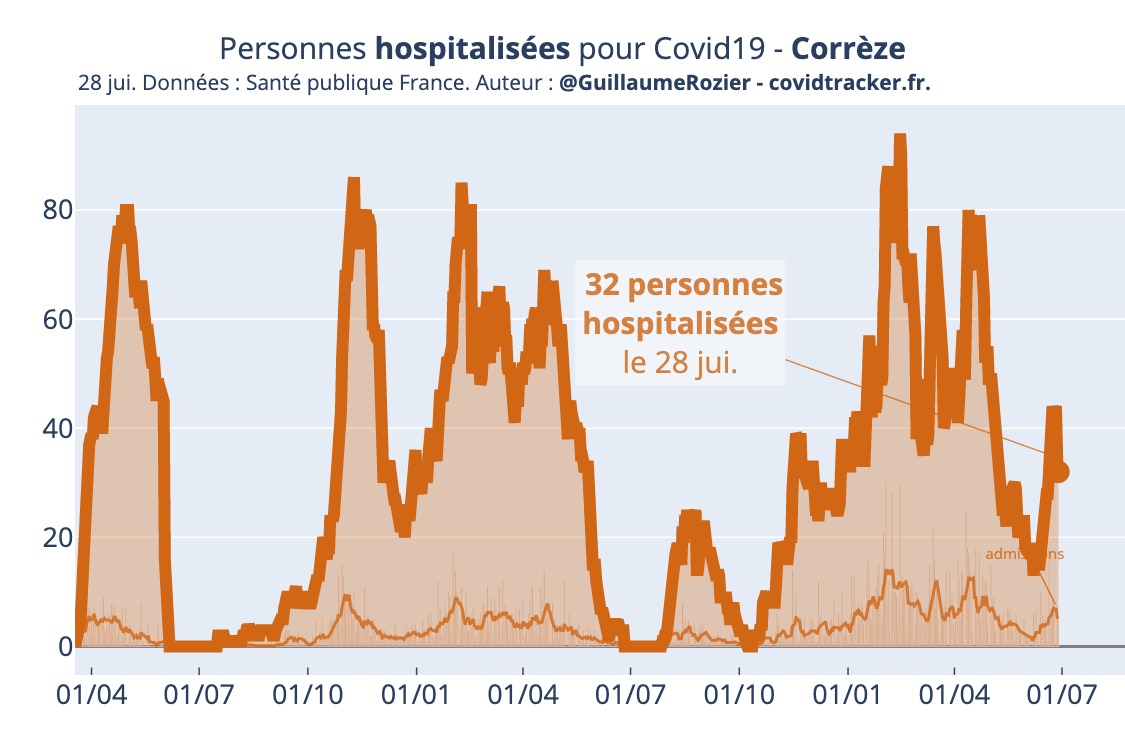 Personnes hospitalisées pour Covid19 - Corrèze
28 jui. Données : Santé publique France. Auteur : @GuillaumeRozier - covidtracker.fr.
80
60
40
20
0
32 personnes
hospitalisées
le 28 jui.
admissions
01/04 01/07 01/10 01/01 01/04 01/07 01/10 01/01 01/04 01/07